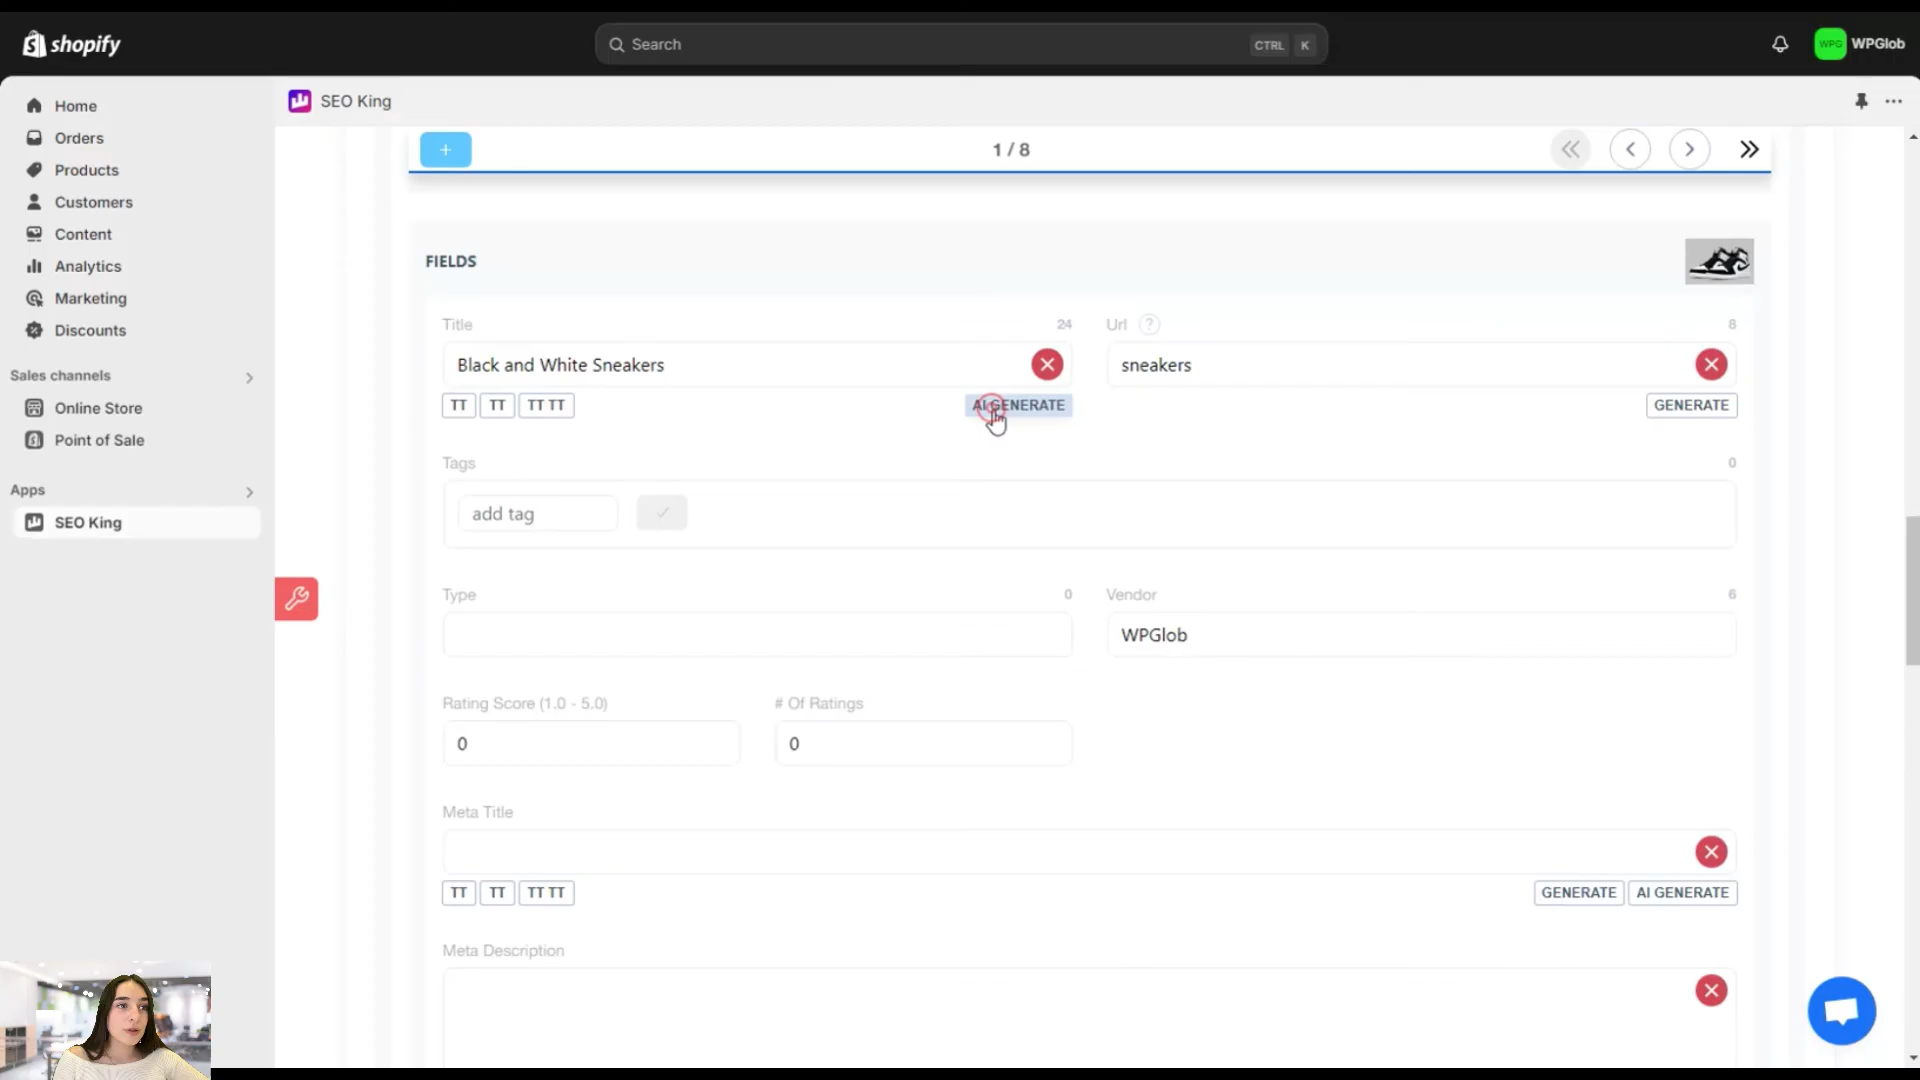 shopify
Search
CTRL K
WPG
WPGlob
Home
Orders
Products
Customers
Content
Analytics
Marketing
Discounts
Sales channels
Online Store
Point of Sale
Apps
SEO King
SEO King
+
1 / 8
FIELDS
Title 24
Black and White Sneakers
TT TT TT TT
AI GENERATE
Url ? 8
sneakers
GENERATE
Tags 0
add tag
Type 0
Vendor 6
WPGlob
Rating Score (1.0 - 5.0)
0
# Of Ratings
0
Meta Title
TT TT TT TT
GENERATE AI GENERATE
Meta Description